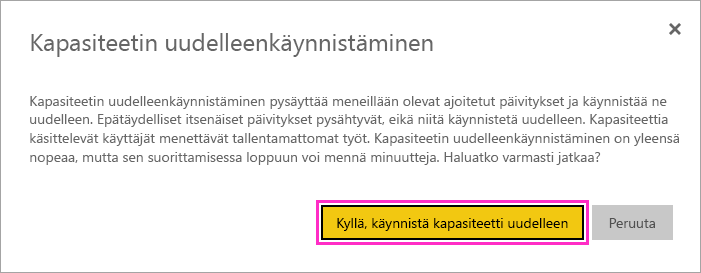 Kapasiteetin uudelleenkäynnistäminen
Kapasiteetin uudelleenkäynnistäminen pysäyttää meneillään olevat ajoitetut päivitykset ja käynnistää ne
uudelleen. Epätäydelliset itsenäiset päivitykset pysähtyvät, eikä niitä käynnistetä uudelleen. Kapasiteettia
käsittelevät käyttäjät menettävät tallentamattomat työt. Kapasiteetin uudelleenkäynnistäminen on yleensä
nopeaa, mutta sen suorittamisessa loppuun voi mennä minuutteja. Haluatko varmasti jatkaa?
Kyllä, käynnistä kapasiteetti uudelleen
Peruuta